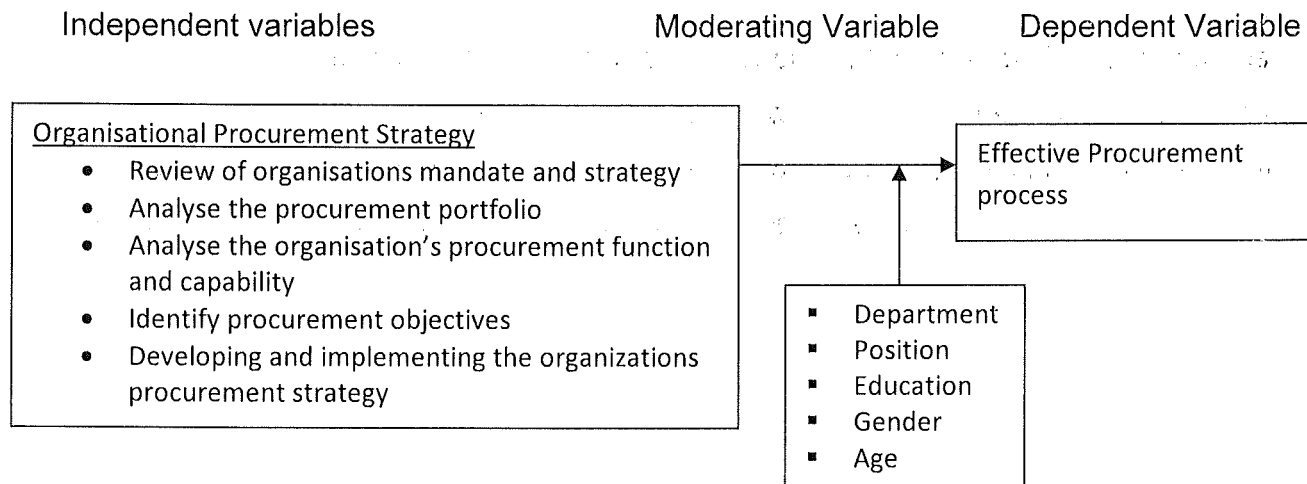 Independent variables
Moderating Variable
Dependent Variable
Organisational Procurement Strategy
• Review of organisations mandate and strategy
• Analyse the procurement portfolio
• Analyse the organisation's procurement function
and capability
• Identify procurement objectives
• Developing and implementing the organizations
procurement strategy
▪ Department
▪ Position
▪ Education
▪ Gender
▪ Age
Effective Procurement
process